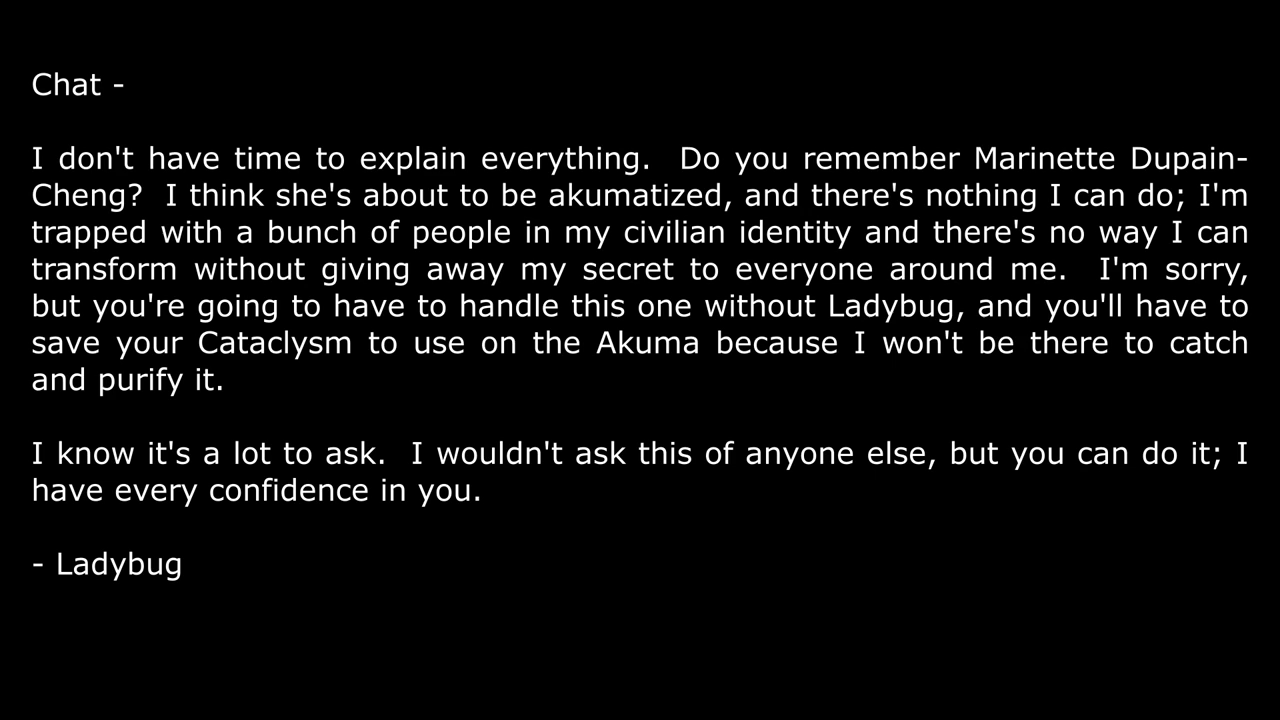 Chat -
I don't have time to explain everything.  Do you remember Marinette Dupain-
Cheng?  I think she's about to be akumatized, and there's nothing I can do; I'm
trapped with a bunch of people in my civilian identity and there's no way I can
transform without giving away my secret to everyone around me.  I'm sorry,
but you're going to have to handle this one without Ladybug, and you'll have to
save your Cataclysm to use on the Akuma because I won't be there to catch
and purify it.
I know it's a lot to ask.  I wouldn't ask this of anyone else, but you can do it; I
have every confidence in you.
- Ladybug